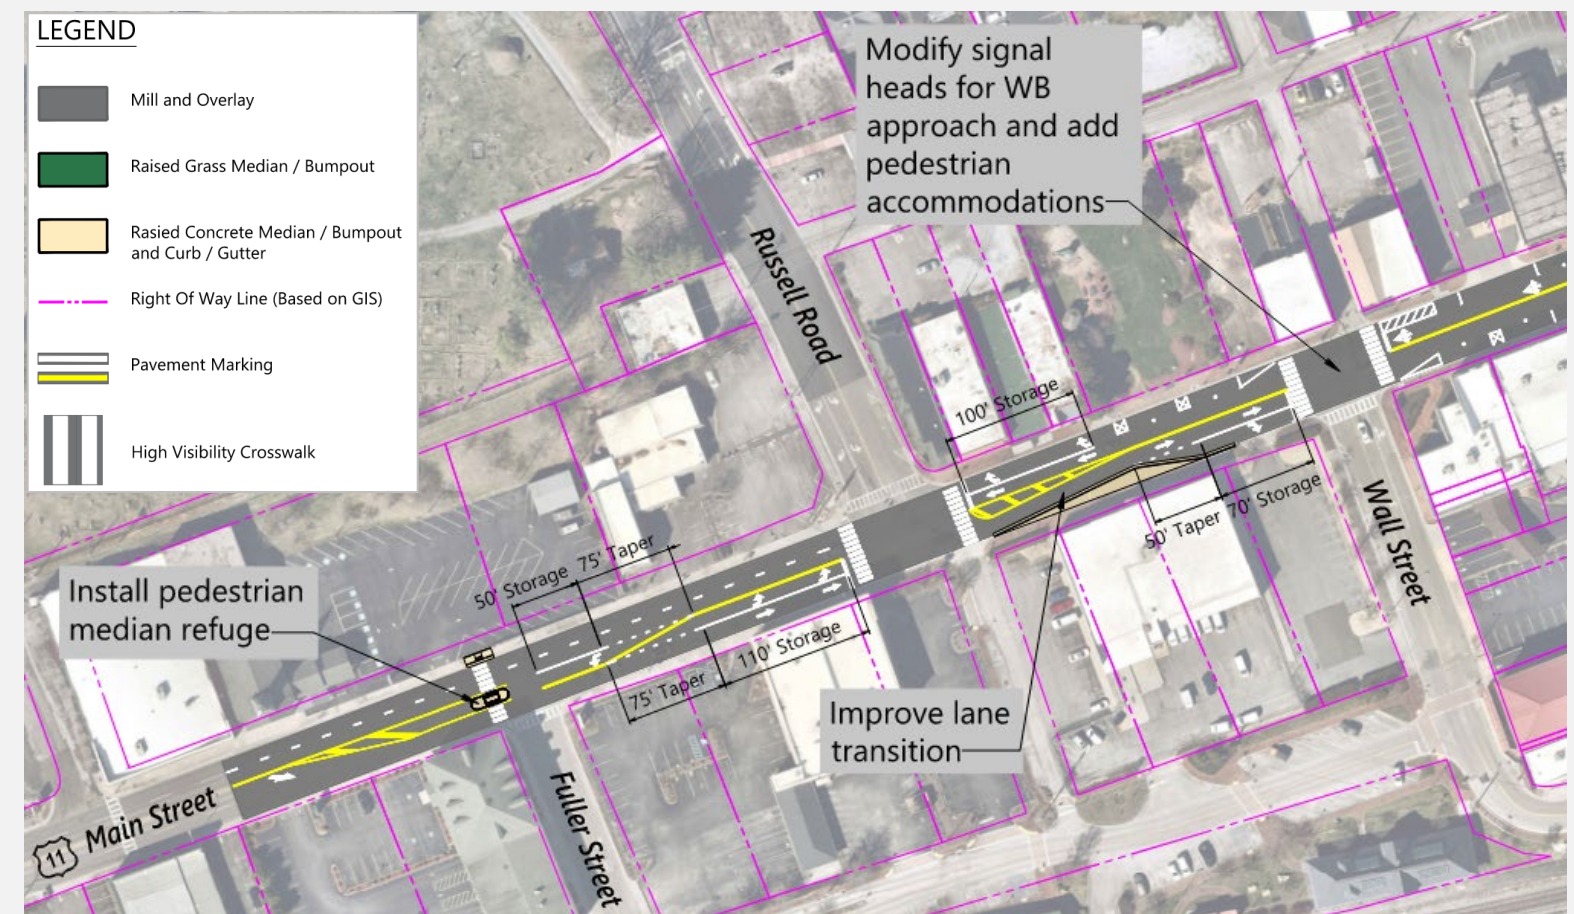 LEGEND
Mill and Overlay
Raised Grass Median / Bumpout
Rasied Concrete Median / Bumpout
and Curb / Gutter
Right Of Way Line (Based on GIS)
Pavement Marking
High Visibility Crosswalk
Modify signal
heads for WB
approach and add
pedestrian
accommodations
Russell Road
100' Storage
50' Taper
70' Storage
Wall Street
50' Storage
75' Taper
Install pedestrian
median refuge
110' Storage
75' Taper
Improve lane
transition
Fuller Street
11
Main Street